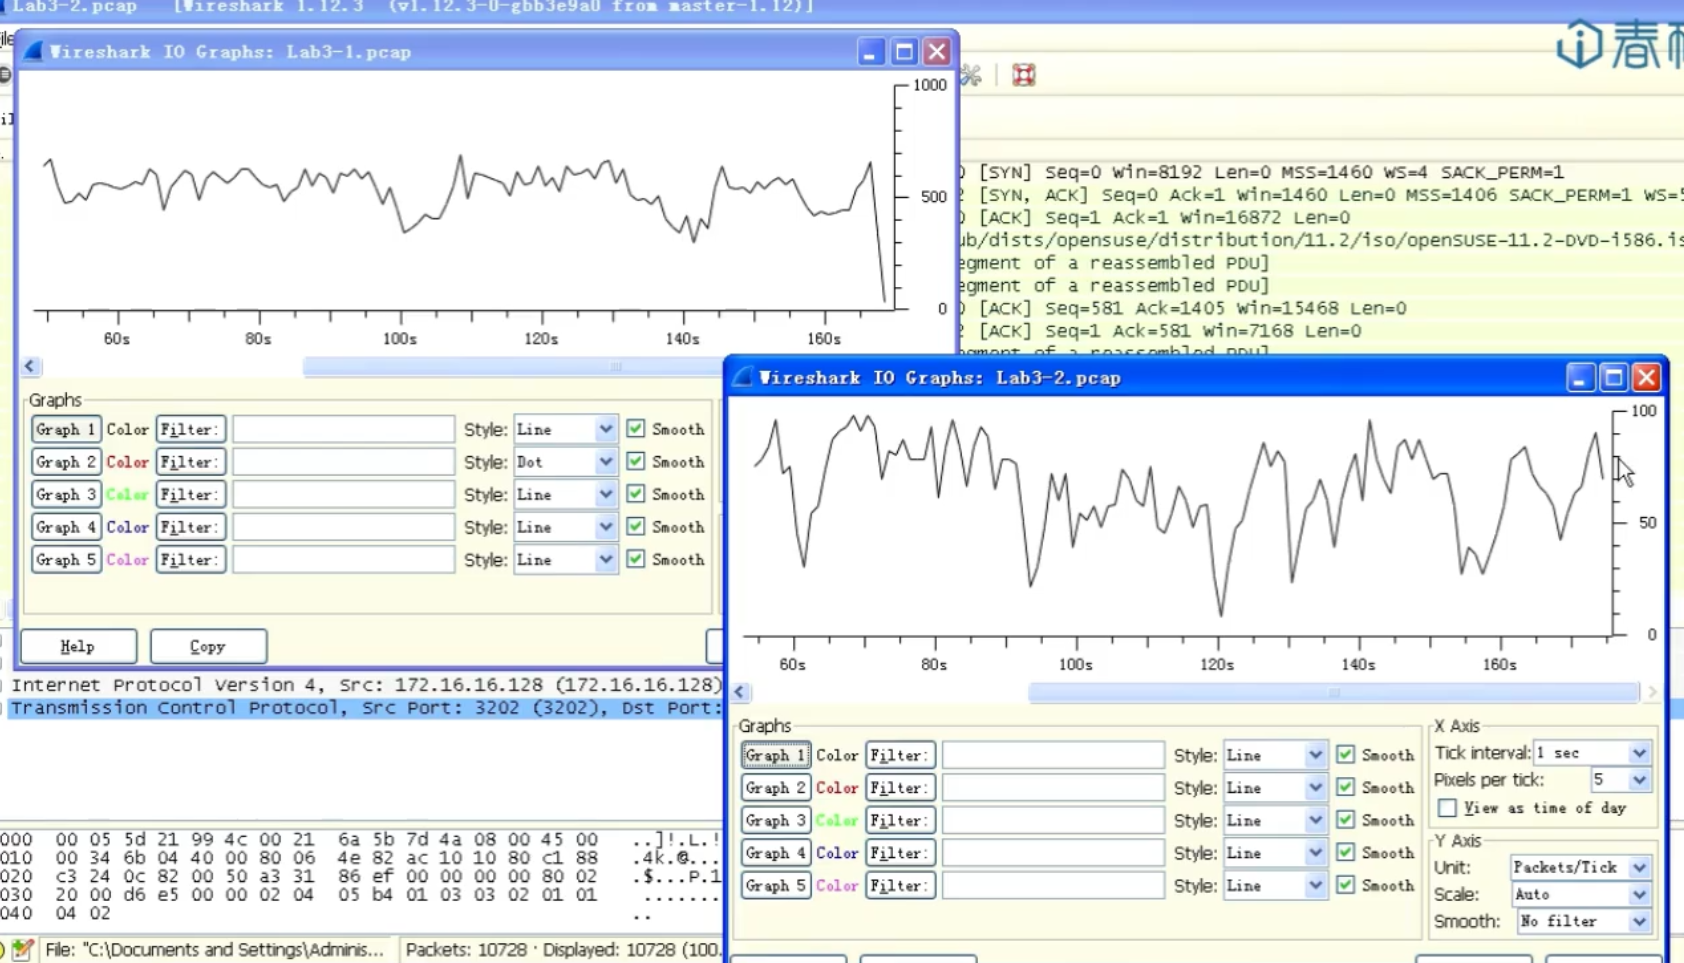 Lab3-2.pcap [Wireshark 1.12.3 (v1.12.3-0-gbb3e9a0 from master-1.12)]
Wireshark IO Graphs: Lab3-1.pcap
春
1000
500
0
60s 80s 100s 120s 140s 160s
[SYN] Seq=0 Win=8192 Len=0 MSS=1460 WS=4 SACK_PERM=1
[SYN, ACK] Seq=0 Ack=1 Win=1460 Len=0 MSS=1406 SACK_PERM=1 WS=5
[ACK] Seq=1 Ack=1 Win=16872 Len=0
ub/dists/opensuse/distribution/11.2/iso/openSUSE-11.2-DVD-i586.is
egment of a reassembled PDU]
egment of a reassembled PDU]
[ACK] Seq=581 Ack=1405 Win=15468 Len=0
[ACK] Seq=1 Ack=581 Win=7168 Len=0
egment of a reassembled PDU]
Graphs
Graph 1 Color Filter: Style: Line Smooth
Graph 2 Color Filter: Style: Dot Smooth
Graph 3 Color Filter: Style: Line Smooth
Graph 4 Color Filter: Style: Line Smooth
Graph 5 Color Filter: Style: Line Smooth
Help Copy
Internet Protocol Version 4, Src: 172.16.16.128 (172.16.16.128)
Transmission Control Protocol, Src Port: 3202 (3202), Dst Port:
Wireshark IO Graphs: Lab3-2.pcap
100
50
0
60s 80s 100s 120s 140s 160s
Graphs
Graph 1 Color Filter: Style: Line Smooth
Graph 2 Color Filter: Style: Line Smooth
Graph 3 Color Filter: Style: Line Smooth
Graph 4 Color Filter: Style: Line Smooth
Graph 5 Color Filter: Style: Line Smooth
X Axis
Tick interval: 1 sec
Pixels per tick: 5
View as time of day
Y Axis
Unit: Packets/Tick
Scale: Auto
Smooth: No filter
000 00 05 5d 21 99 4c 00 21 6a 5b 7d 4a 08 00 45 00 ..]!.L.!
010 00 34 6b 04 40 00 80 06 4e 82 ac 10 10 80 c1 88 .4k.@...
020 c3 24 0c 82 00 50 a3 31 86 ef 00 00 00 00 80 02 .$...P.1
030 20 00 d6 e5 00 00 02 04 05 b4 01 03 03 02 01 01 .......
040 04 02 ..
File: "C:\Documents and Settings\Adminis... Packets: 10728 · Displayed: 10728 (100.